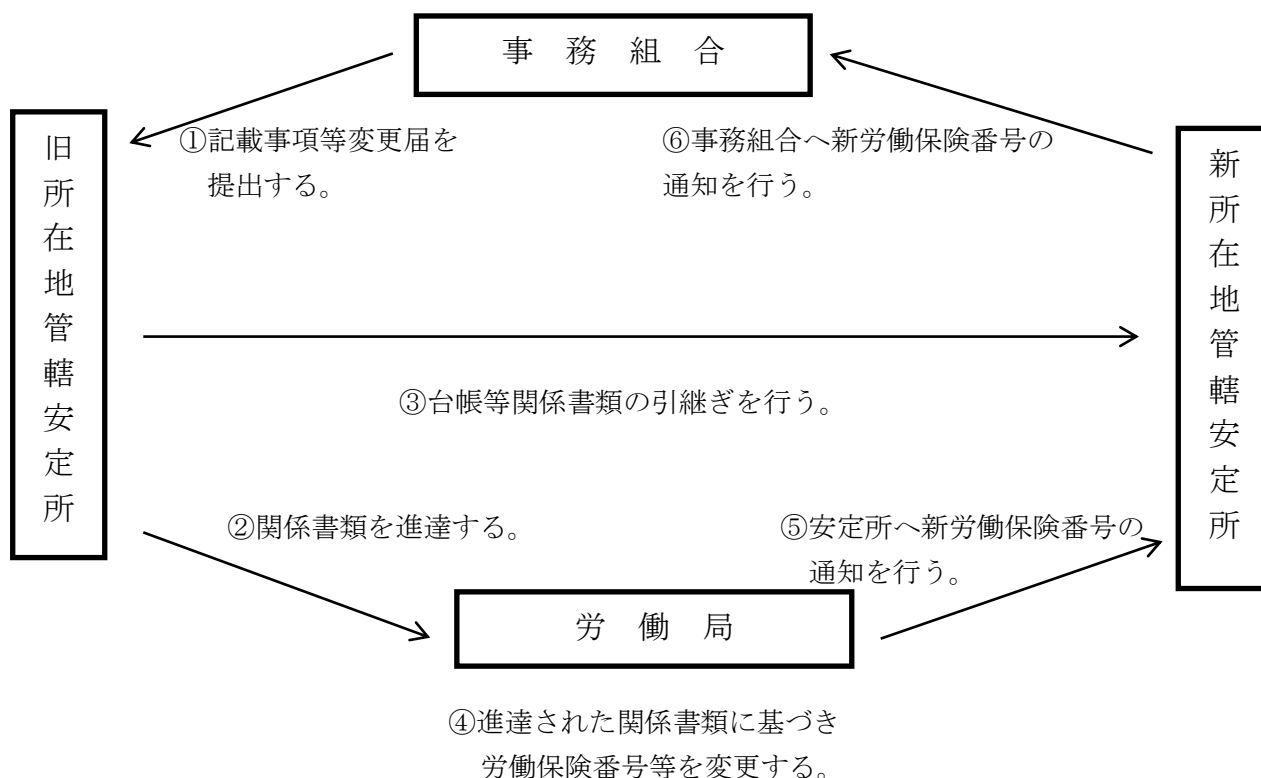 事務組合
①記載事項等変更届を
提出する。
⑥事務組合へ新労働保険番号の
通知を行う。
旧所在地管轄安定所
新所在地管轄安定所
③台帳等関係書類の引継ぎを行う。
②関係書類を進達する。
⑤安定所へ新労働保険番号の
通知を行う。
労働局
④進達された関係書類に基づき
労働保険番号等を変更する。